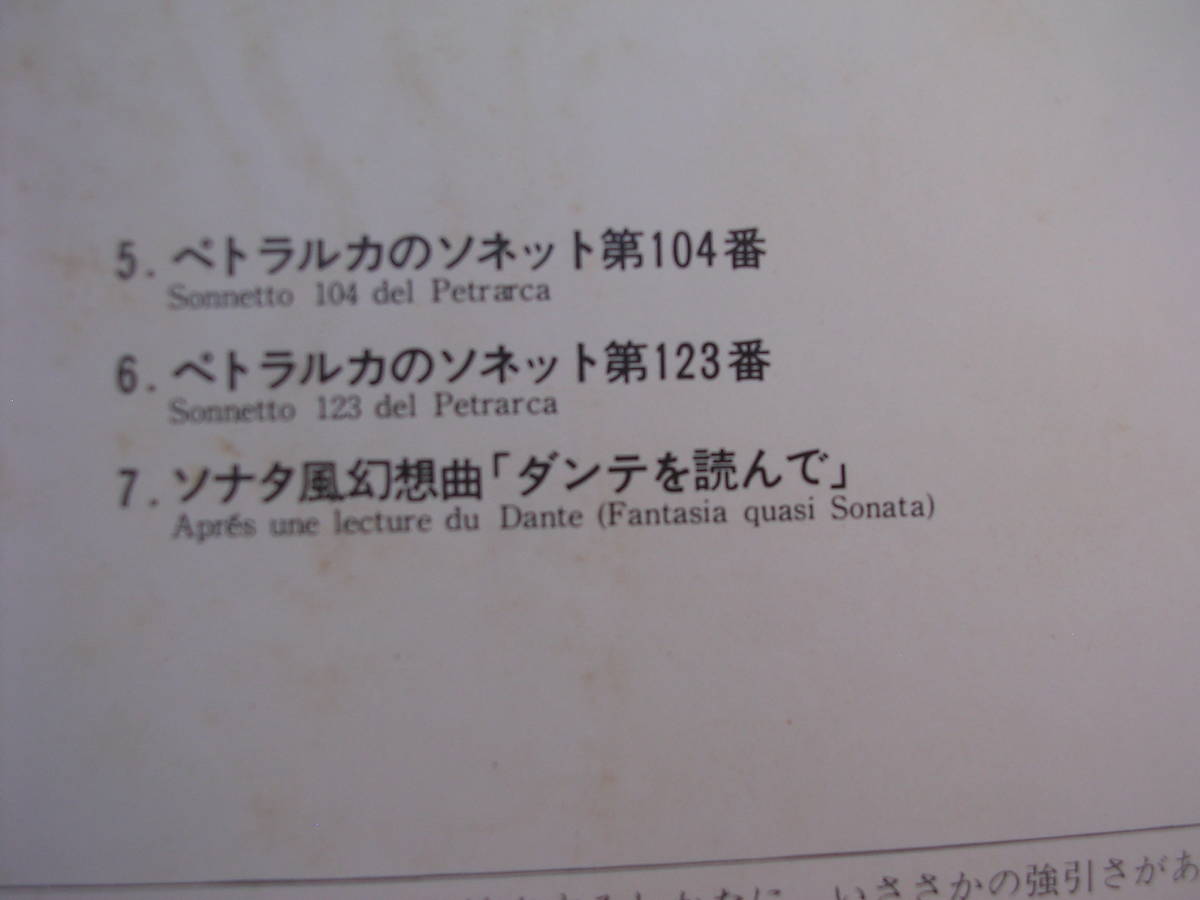 5. ペトラルカのソネット第104番
Sonnetto 104 del Petrarca
6. ペトラルカのソネット第123番
Sonnetto 123 del Petrarca
7. ソナタ風幻想曲「ダンテを読んで」
Aprés une lecture du Dante (Fantasia quasi Sonata)
いささかの強引さがあ